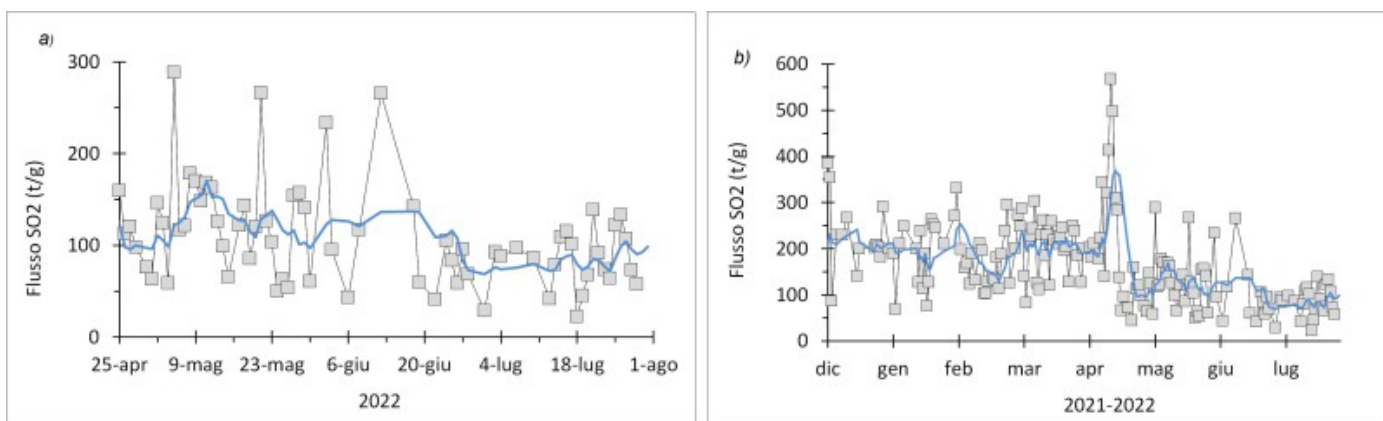 a)
300
200
100
0
Flusso SO2 (t/g)
25-apr 9-mag 23-mag 6-giu 20-giu 4-lug 18-lug 1-ago
2022
b)
600
500
400
300
200
100
0
Flusso SO2 (t/g)
dic gen feb mar apr mag giu lug
2021-2022